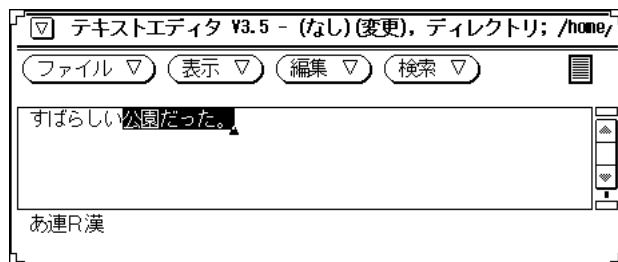 テキストエディタ V3.5 - (なし)(変更), ディレクトリ; /home/
ファイル ▽ 表示 ▽ 編集 ▽ 検索 ▽
すばらしい公園だった。
あ連R漢